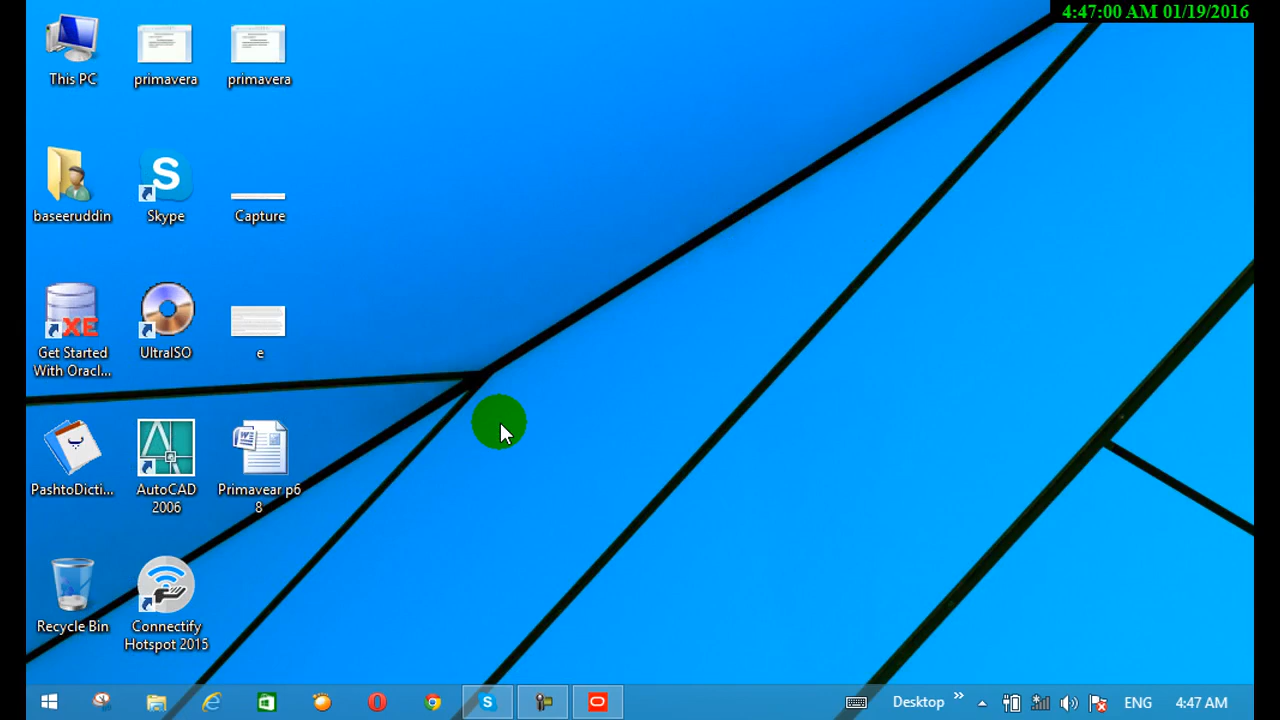 4:47:00 AM 01/19/2016
This PC
primavera
primavera
baseeruddin
Skype
Capture
XE
Get Started
With Oracl...
UltraISO
e
PashtoDicti...
AutoCAD
2006
Primavear p6
8
Recycle Bin
Connectify
Hotspot 2015
Desktop
ENG
4:47 AM